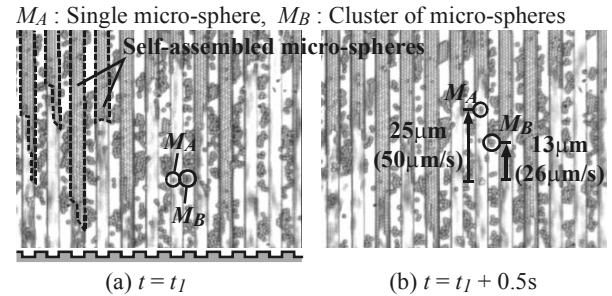 M_A : Single micro-sphere, M_B : Cluster of micro-spheres
Self-assembled micro-spheres
M_A
M_B
M_A
25μm
(50μm/s)
M_B
13μm
(26μm/s)
(a) t = t_1
(b) t = t_1 + 0.5s